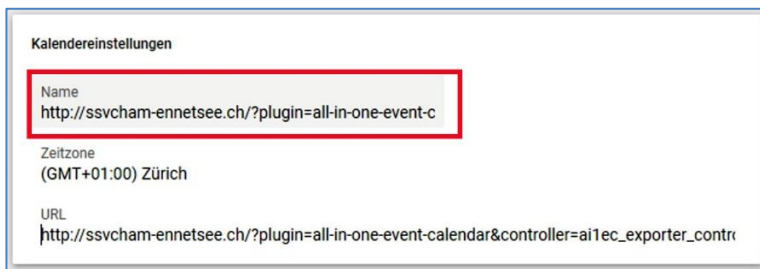 Kalendereinstellungen
Name
http://ssvcham-ennetsee.ch/?plugin=all-in-one-event-c
Zeitzone
(GMT+01:00) Zürich
URL
http://ssvcham-ennetsee.ch/?plugin=all-in-one-event-calendar&controller=ai1ec_exporter_contro